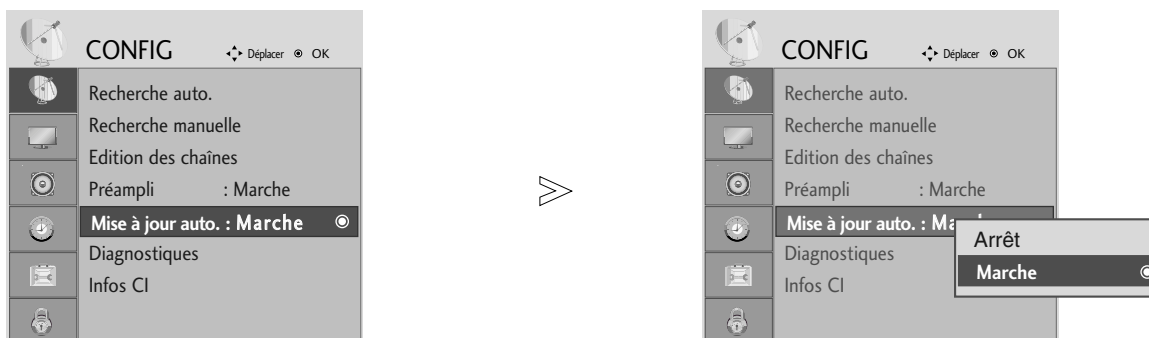 CONFIG Déplacer OK
Recherche auto.
Recherche manuelle
Edition des chaînes
Préampli : Marche
Mise à jour auto. : Marche
Diagnostiques
Infos CI
CONFIG Déplacer OK
Recherche auto.
Recherche manuelle
Edition des chaînes
Préampli : Marche
Mise à jour auto. : Ma
Diagnostiques
Infos CI
Arrêt
Marche